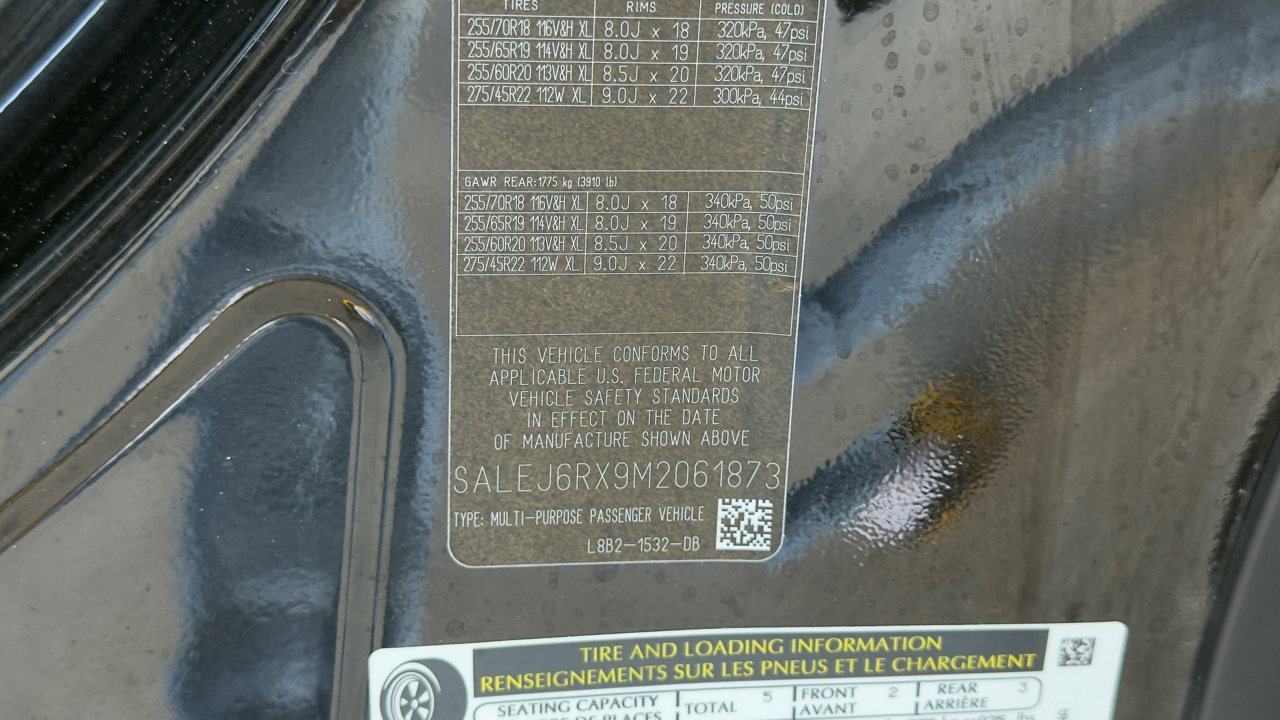 TIRES RIMS PRESSURE (COLD)
255/70R18 116V&H XL 8.0J x 18 320kPa, 47psi
255/65R19 114V&H XL 8.0J x 19 320kPa, 47psi
255/60R20 113V&H XL 8.5J x 20 320kPa, 47psi
275/45R22 112W XL 9.0J x 22 300kPa, 44psi
GAWR REAR:1775 kg (3910 lb)
255/70R18 116V&H XL 8.0J x 18 340kPa, 50psi
255/65R19 114V&H XL 8.0J x 19 340kPa, 50psi
255/60R20 113V&H XL 8.5J x 20 340kPa, 50psi
275/45R22 112W XL 9.0J x 22 340kPa, 50psi
THIS VEHICLE CONFORMS TO ALL
APPLICABLE U.S. FEDERAL MOTOR
VEHICLE SAFETY STANDARDS
IN EFFECT ON THE DATE
OF MANUFACTURE SHOWN ABOVE
SALEJ6RX9M2061873
TYPE: MULTI-PURPOSE PASSENGER VEHICLE
L8B2-1532-DB
TIRE AND LOADING INFORMATION
RENSEIGNEMENTS SUR LES PNEUS ET LE CHARGEMENT
SEATING CAPACITY TOTAL 5 FRONT 2 REAR 3
DE PLACES AVANT ARRIÈRE
lbs